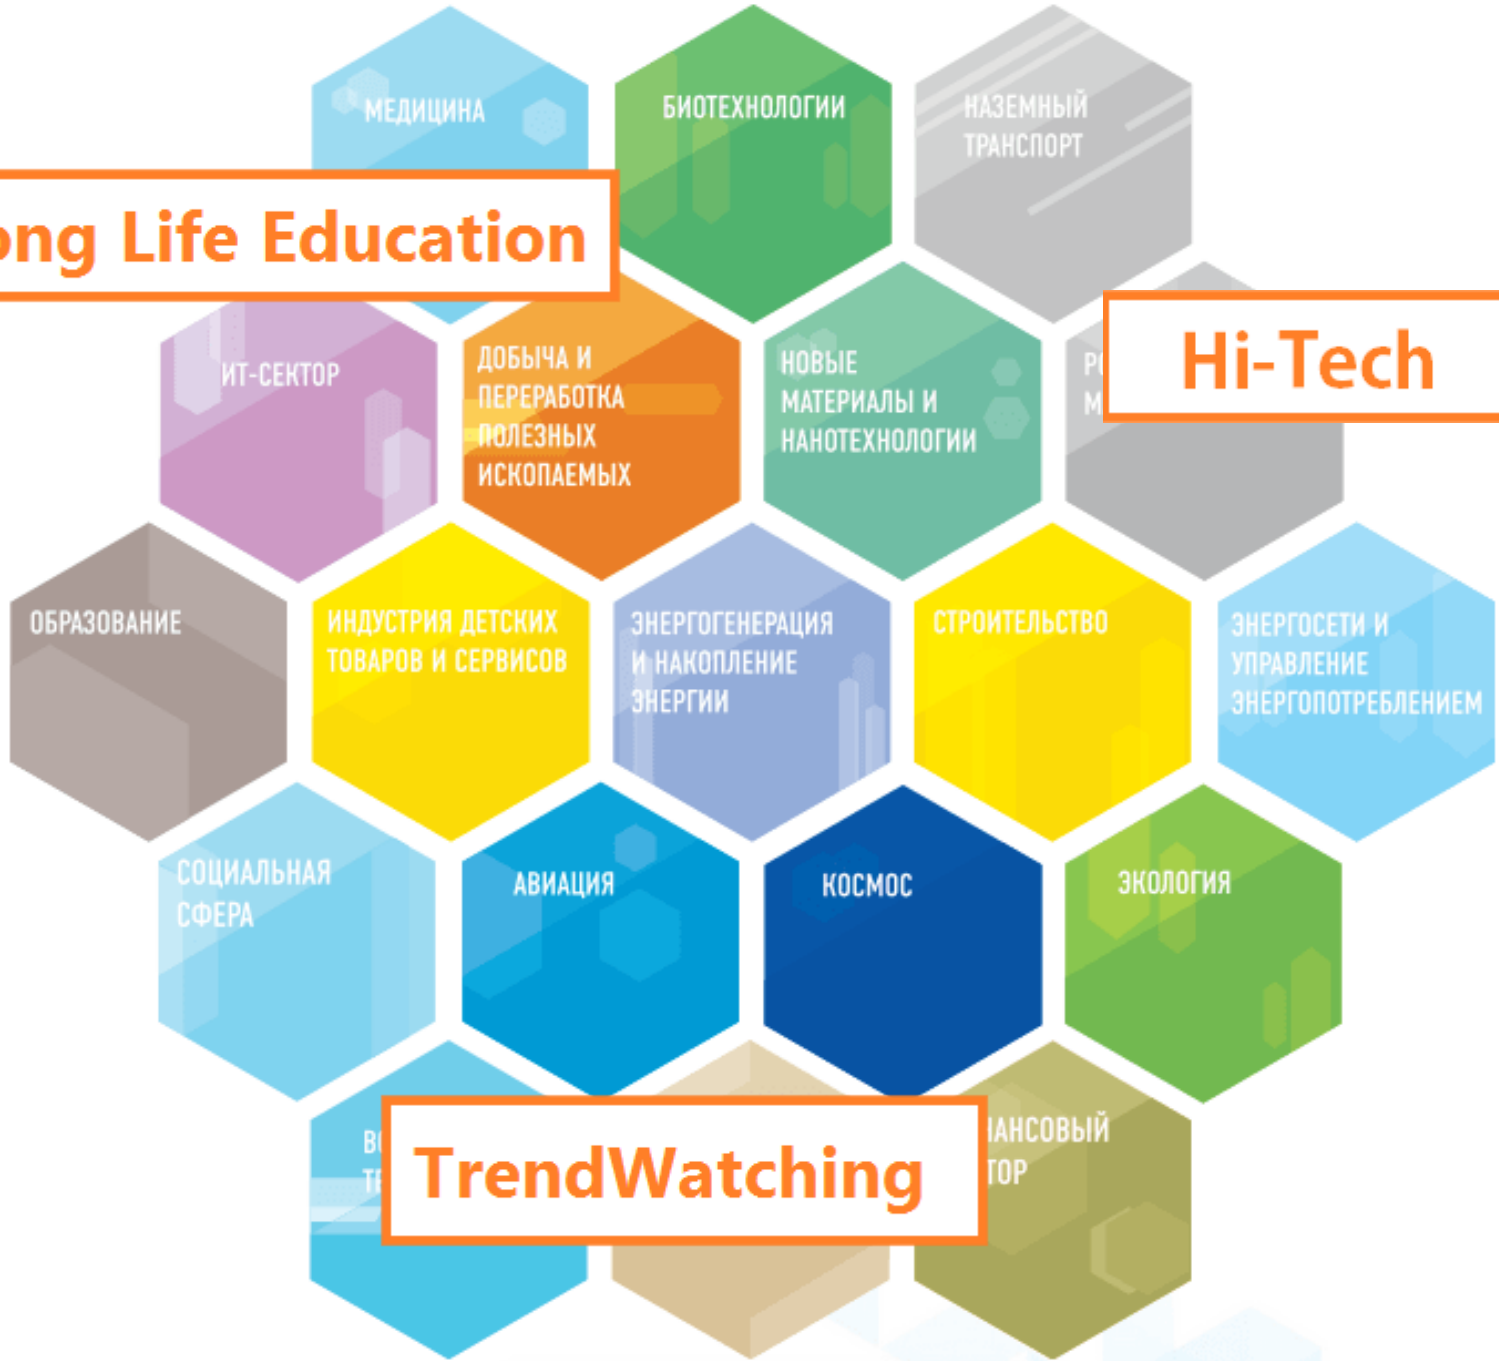 МЕДИЦИНА
БИОТЕХНОЛОГИИ
НАЗЕМНЫЙ
ТРАНСПОРТ
Life Education
Hi-Tech
ИТ-СЕКТОР
ДОБЫЧА И
ПЕРЕРАБОТКА
ПОЛЕЗНЫХ
ИСКОПАЕМЫХ
НОВЫЕ
МАТЕРИАЛЫ И
НАНОТЕХНОЛОГИИ
ОБРАЗОВАНИЕ
ИНДУСТРИЯ ДЕТСКИХ
ТОВАРОВ И СЕРВИСОВ
ЭНЕРГОГЕНЕРАЦИЯ
И НАКОПЛЕНИЕ
ЭНЕРГИИ
СТРОИТЕЛЬСТВО
ЭНЕРГОСЕТИ И
УПРАВЛЕНИЕ
ЭНЕРГОПОТРЕБЛЕНИЕМ
СОЦИАЛЬНАЯ
СФЕРА
АВИАЦИЯ
КОСМОС
ЭКОЛОГИЯ
TrendWatching